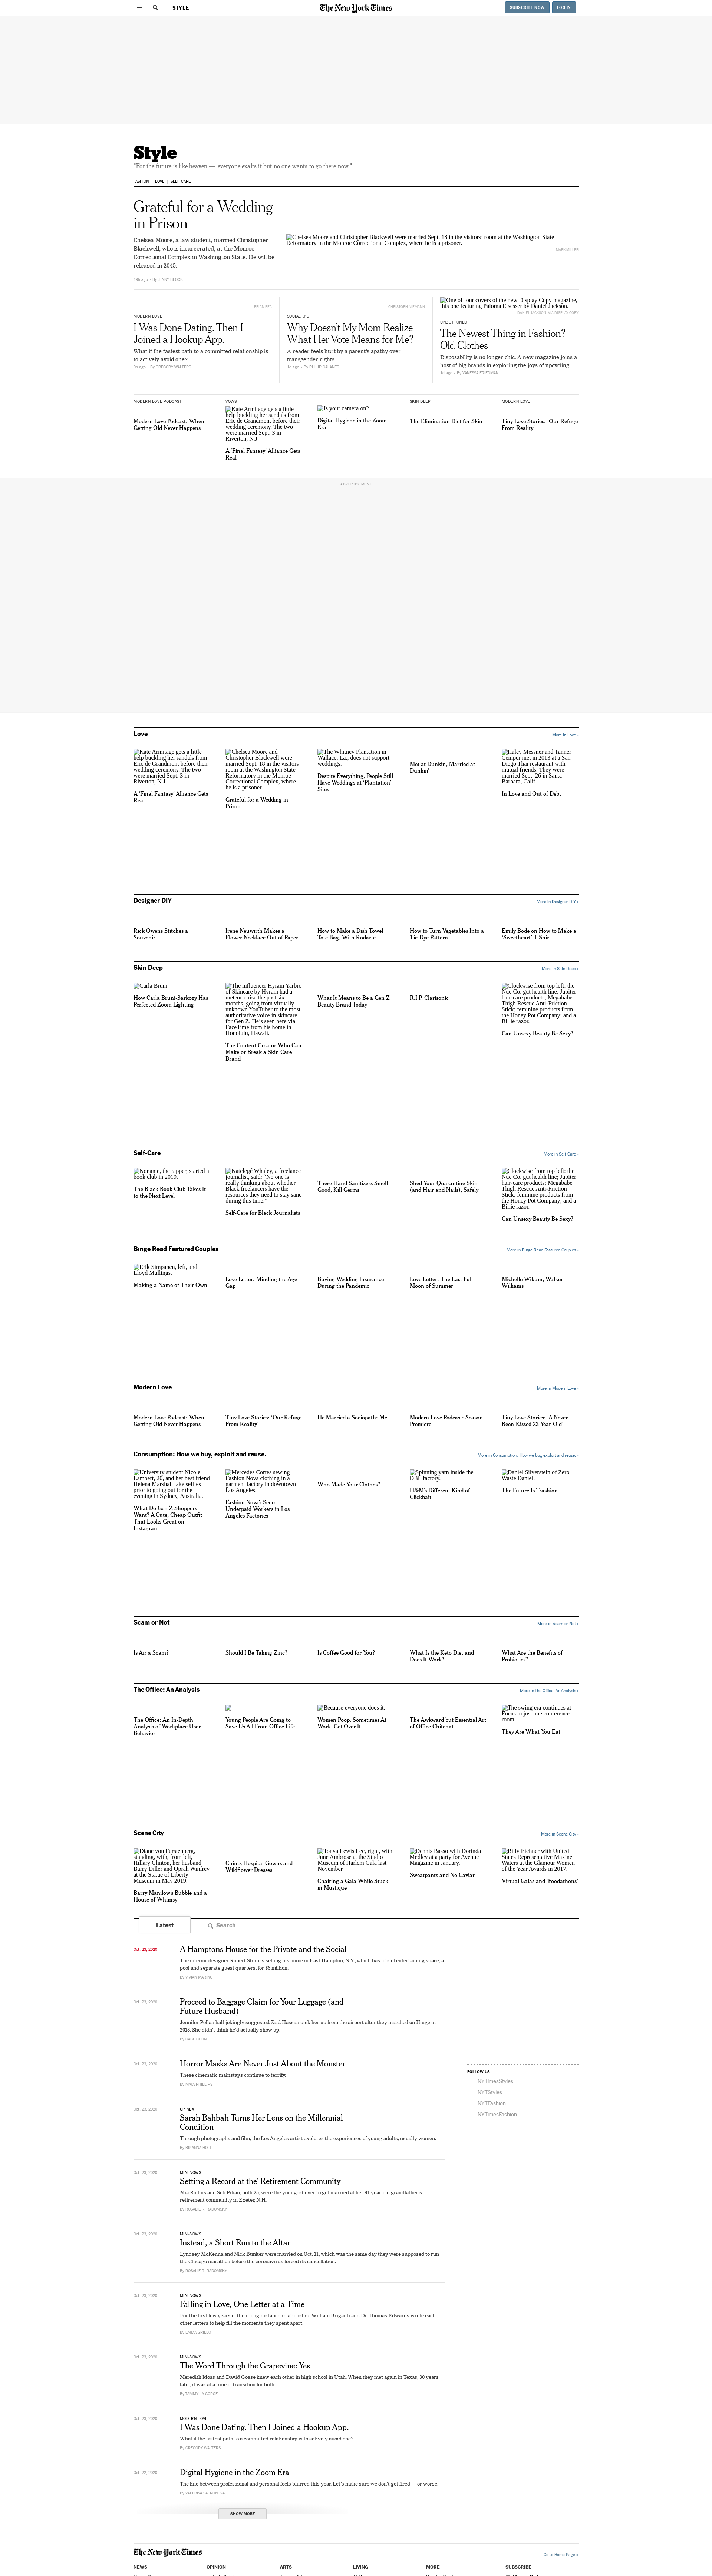 STYLE
The New York Times
SUBSCRIBE NOW
LOG IN
Style
"For the future is like heaven — everyone exalts it but no one wants to go there now."
FASHION
LOVE
SELF-CARE
Grateful for a Wedding
in Prison
Chelsea Moore, a law student, married Christopher
Blackwell, who is incarcerated, at the Monroe
Correctional Complex in Washington State. He will be
released in 2045.
By JENNY BLOCK
Chelsea Moore and Christopher Blackwell were married Sept. 18 in the visitors' room at the Washington State
Reformatory in the Monroe Correctional Complex, where he is a prisoner.
MODERN LOVE
I Was Done Dating. Then I
Joined a Hookup App.
What if the fastest path to a committed relationship is
to actively avoid one?
8h ago · By GREGORY WALTERS
SOCIAL Q'S
Why Doesn't My Mom Realize
What Her Vote Means for Me?
A reader feels hurt by a parent's apathy over
transgender rights.
1d ago · By PHILIP GALANES
One of four covers of the new Display Copy magazine,
this one featuring Paloma Elsesser by Daniel Jackson.
UNBUTTONED
The Newest Thing in Fashion?
Old Clothes
Disposability is no longer chic. A new magazine joins a
host of big brands in exploring the joys of upcycling.
1d ago · By VANESSA FRIEDMAN
MODERN LOVE PODCAST
Modern Love Podcast: When
Getting Old Never Happens
VOWS
Kate Armitage gets a little
help buckling her sandals from
Eric de Grandmont before their
wedding ceremony. The two
were married Sept. 3 in
Riverton, N.J.
A 'Final Fantasy' Alliance Gets
Real
Is your camera on?
Digital Hygiene in the Zoom
Era
SKIN DEEP
The Elimination Diet for Skin
MODERN LOVE
Tiny Love Stories: 'Our Refuge
From Reality'
ADVERTISEMENT
Love
More in Love ›
Kate Armitage gets a little
help buckling her sandals from
Eric de Grandmont before their
wedding ceremony. The two
were married Sept. 3 in
Riverton, N.J.
A 'Final Fantasy' Alliance Gets
Real
Chelsea Moore and
Christopher Blackwell were
married Sept. 18 in the visitors'
room at the Washington State
Reformatory in the Monroe
Correctional Complex, where
he is a prisoner.
Grateful for a Wedding in
Prison
The Whitney Plantation in
Wallace, La., does not support
weddings.
Despite Everything, People Still
Have Weddings at 'Plantation'
Sites
Met at Dunkin', Married at
Dunkin'
Haley Messner and Tanner
Cemper met in 2013 at a San
Diego Thai restaurant with
mutual friends. They were
married Sept. 26 in Santa
Barbara, Calif.
In Love and Out of Debt
Designer DIY
More in Designer DIY ›
Rick Owens Stitches a
Souvenir
Irene Neuwirth Makes a
Flower Necklace Out of Paper
How to Make a Dish Towel
Tote Bag, With Rodarte
How to Turn Vegetables Into a
Tie-Dye Pattern
Emily Bode on How to Make a
'Sweetheart' T-Shirt
Skin Deep
More in Skin Deep ›
Carla Bruni
How Carla Bruni-Sarkozy Has
Perfected Zoom Lighting
The influencer Hyram Yarbro
of Skincare by Hyram had a
meteoric rise the past six
months, going from virtually
unknown YouTuber to the most
authoritative voice in skincare
for Gen Z. He's seen here via
FaceTime from his home in
Honolulu, Hawaii.
The Content Creator Who Can
Make or Break a Skin Care
Brand
What It Means to Be a Gen Z
Beauty Brand Today
R.I.P. Clarisonic
Clockwise from top left: the
Nue Co. gut health line; Jupiter
hair-care products; Megababe
Thigh Rescue Anti-Friction
Stick; feminine products from
the Honey Pot Company; and a
Billie razor.
Can Unsexy Beauty Be Sexy?
Self-Care
More in Self-Care ›
Noname, the rapper, started a
book club in 2019.
The Black Book Club Takes It
to the Next Level
Natelegé Whaley, a freelance
journalist, said: "No one is
really thinking about whether
Black freelancers have the
resources they need to stay sane
during this time."
Self-Care for Black Journalists
These Hand Sanitizers Smell
Good, Kill Germs
Shed Your Quarantine Skin
(and Hair and Nails), Safely
Clockwise from top left: the
Nue Co. gut health line; Jupiter
hair-care products; Megababe
Thigh Rescue Anti-Friction
Stick; feminine products from
the Honey Pot Company; and a
Billie razor.
Can Unsexy Beauty Be Sexy?
Binge Read Featured Couples
More in Binge Read Featured Couples ›
Erik Simpanen, left, and
Lloyd Mullings.
Making a Name of Their Own
Love Letter: Minding the Age
Gap
Buying Wedding Insurance
During the Pandemic
Love Letter: The Last Full
Moon of Summer
Michelle Wikum, Walker
Williams
Modern Love
More in Modern Love ›
Modern Love Podcast: When
Getting Old Never Happens
Tiny Love Stories: 'Our Refuge
From Reality'
He Married a Sociopath: Me
Modern Love Podcast: Season
Premiere
Tiny Love Stories: 'A Never-
Been-Kissed 23-Year-Old'
Consumption: How we buy, exploit and reuse.
More in Consumption: How we buy, exploit and reuse. ›
University student Nicole
Lambert, 20, and her best friend
Helena Marshall take selfies
prior to going out for the
evening in Sydney, Australia.
What Do Gen Z Shoppers
Want? A Cute, Cheap Outfit
That Looks Great on
Instagram
Mercedes Cortes sewing
Fashion Nova clothing in a
garment factory in downtown
Los Angeles.
Fashion Nova's Secret:
Underpaid Workers in Los
Angeles Factories
Who Made Your Clothes?
Spinning yarn inside the
DBL factory.
H&M's Different Kind of
Clickbait
Daniel Silverstein of Zero
Waste Daniel.
The Future Is Trashion
Scam or Not
More in Scam or Not ›
Is Air a Scam?
Should I Be Taking Zinc?
Is Coffee Good for You?
What Is the Keto Diet and
Does It Work?
What Are the Benefits of
Probiotics?
The Office: An Analysis
More in The Office: An Analysis ›
The Office: An In-Depth
Analysis of Workplace User
Behavior
Young People Are Going to
Save Us All From Office Life
Because everyone does it.
Women Poop. Sometimes At
Work. Get Over It.
The Awkward but Essential Art
of Office Chitchat
The swing era continues at
Focus in just one conference
room.
They Are What You Eat
Scene City
More in Scene City ›
Diane von Furstenberg,
standing, with, from left,
Hillary Clinton, her husband
Barry Diller and Oprah Winfrey
at the Statue of Liberty
Museum in May 2019.
Barry Manilow's Bubble and a
House of Whimsy
Chintz Hospital Gowns and
Wildflower Dresses
Tonya Lewis Lee, right, with
June Ambrose at the Studio
Museum of Harlem Gala last
November.
Chairing a Gala While Stuck
in Mustique
Dennis Basso with Dorinda
Medley at a party for Avenue
Magazine in January.
Sweatpants and No Caviar
Billy Eichner with United
States Representative Maxine
Waters at the Glamour Women
of the Year Awards in 2017.
Virtual Galas and 'Foodathons'
Latest
Search
Oct. 23, 2020
A Hamptons House for the Private and the Social
The interior designer Robert Stilin is selling his home in East Hampton, N.Y., which has lots of entertaining space, a
pool and separate guest quarters, for $6 million.
By VIVIAN MARINO
Oct. 23, 2020
Proceed to Baggage Claim for Your Luggage (and
Future Husband)
Jennifer Pollan half-jokingly suggested Zaid Hassan pick her up from the airport after they matched on Hinge in
2018. She didn't think he'd actually show up.
By GABE COHN
Oct. 23, 2020
Horror Masks Are Never Just About the Monster
These cinematic mainstays continue to terrify.
By MAYA PHILLIPS
Oct. 23, 2020
UP NEXT
Sarah Bahbah Turns Her Lens on the Millennial
Condition
Through photographs and film, the Los Angeles artist explores the experiences of young adults, usually women.
By BRIANNA HOLT
Oct. 23, 2020
MINI-VOWS
Setting a Record at the' Retirement Community
Mia Rollins and Seb Pihan, both 25, were the youngest ever to get married at her 91-year-old grandfather's
retirement community in Exeter, N.H.
By ROSALIE R. RADOMSKY
Oct. 23, 2020
MINI-VOWS
Instead, a Short Run to the Altar
Lyndsey McKenna and Nick Bunker were married on Oct. 11, which was the same day they were supposed to run
the Chicago marathon before the coronavirus forced its cancellation.
By ROSALIE R. RADOMSKY
Oct. 23, 2020
MINI-VOWS
Falling in Love, One Letter at a Time
For the first few years of their long-distance relationship, William Briganti and Dr. Thomas Edwards wrote each
other letters to help fill the moments they spent apart.
By EMMA GRILLO
Oct. 23, 2020
MINI-VOWS
The Word Through the Grapevine: Yes
Meredith Moss and David Gosse knew each other in high school in Utah. When they met again in Texas, 30 years
later, it was at a time of transition for both.
By TAMMY LA GORCE
Oct. 23, 2020
MODERN LOVE
I Was Done Dating. Then I Joined a Hookup App.
What if the fastest path to a committed relationship is to actively avoid one?
By GREGORY WALTERS
Oct. 22, 2020
Digital Hygiene in the Zoom Era
The line between professional and personal feels blurred this year. Let's make sure we don't get fired — or worse.
By VALERIYA SAFRONOVA
SHOW MORE
FOLLOW US
NYTimesStyles
NYTStyles
NYTFashion
NYTimesFashion
The New York Times
Go to Home Page »
NEWS
OPINION
ARTS
LIVING
MORE
SUBSCRIBE